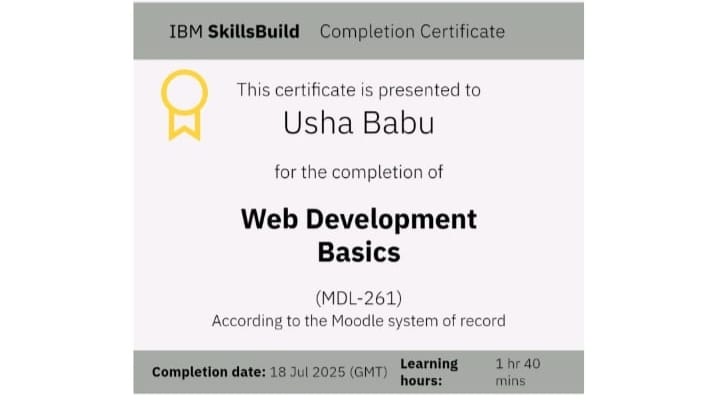 IBM SkillsBuild Completion Certificate
This certificate is presented to
Usha Babu
for the completion of
Web Development
Basics
(MDL-261)
According to the Moodle system of record
Completion date: 18 Jul 2025 (GMT)
Learning
hours:
1 hr 40
mins